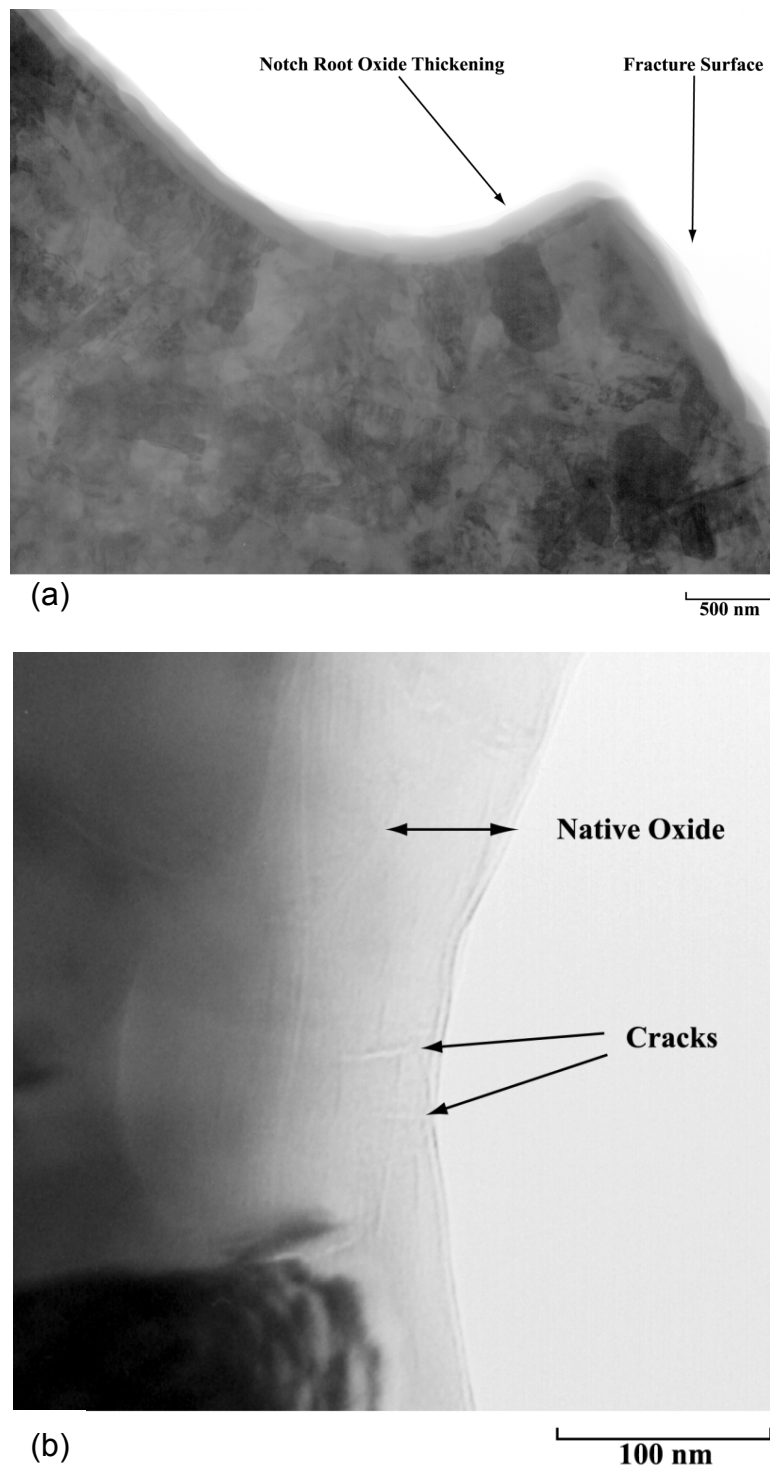 Notch Root Oxide Thickening
Fracture Surface
(a)
500 nm
Native Oxide
Cracks
(b)
100 nm